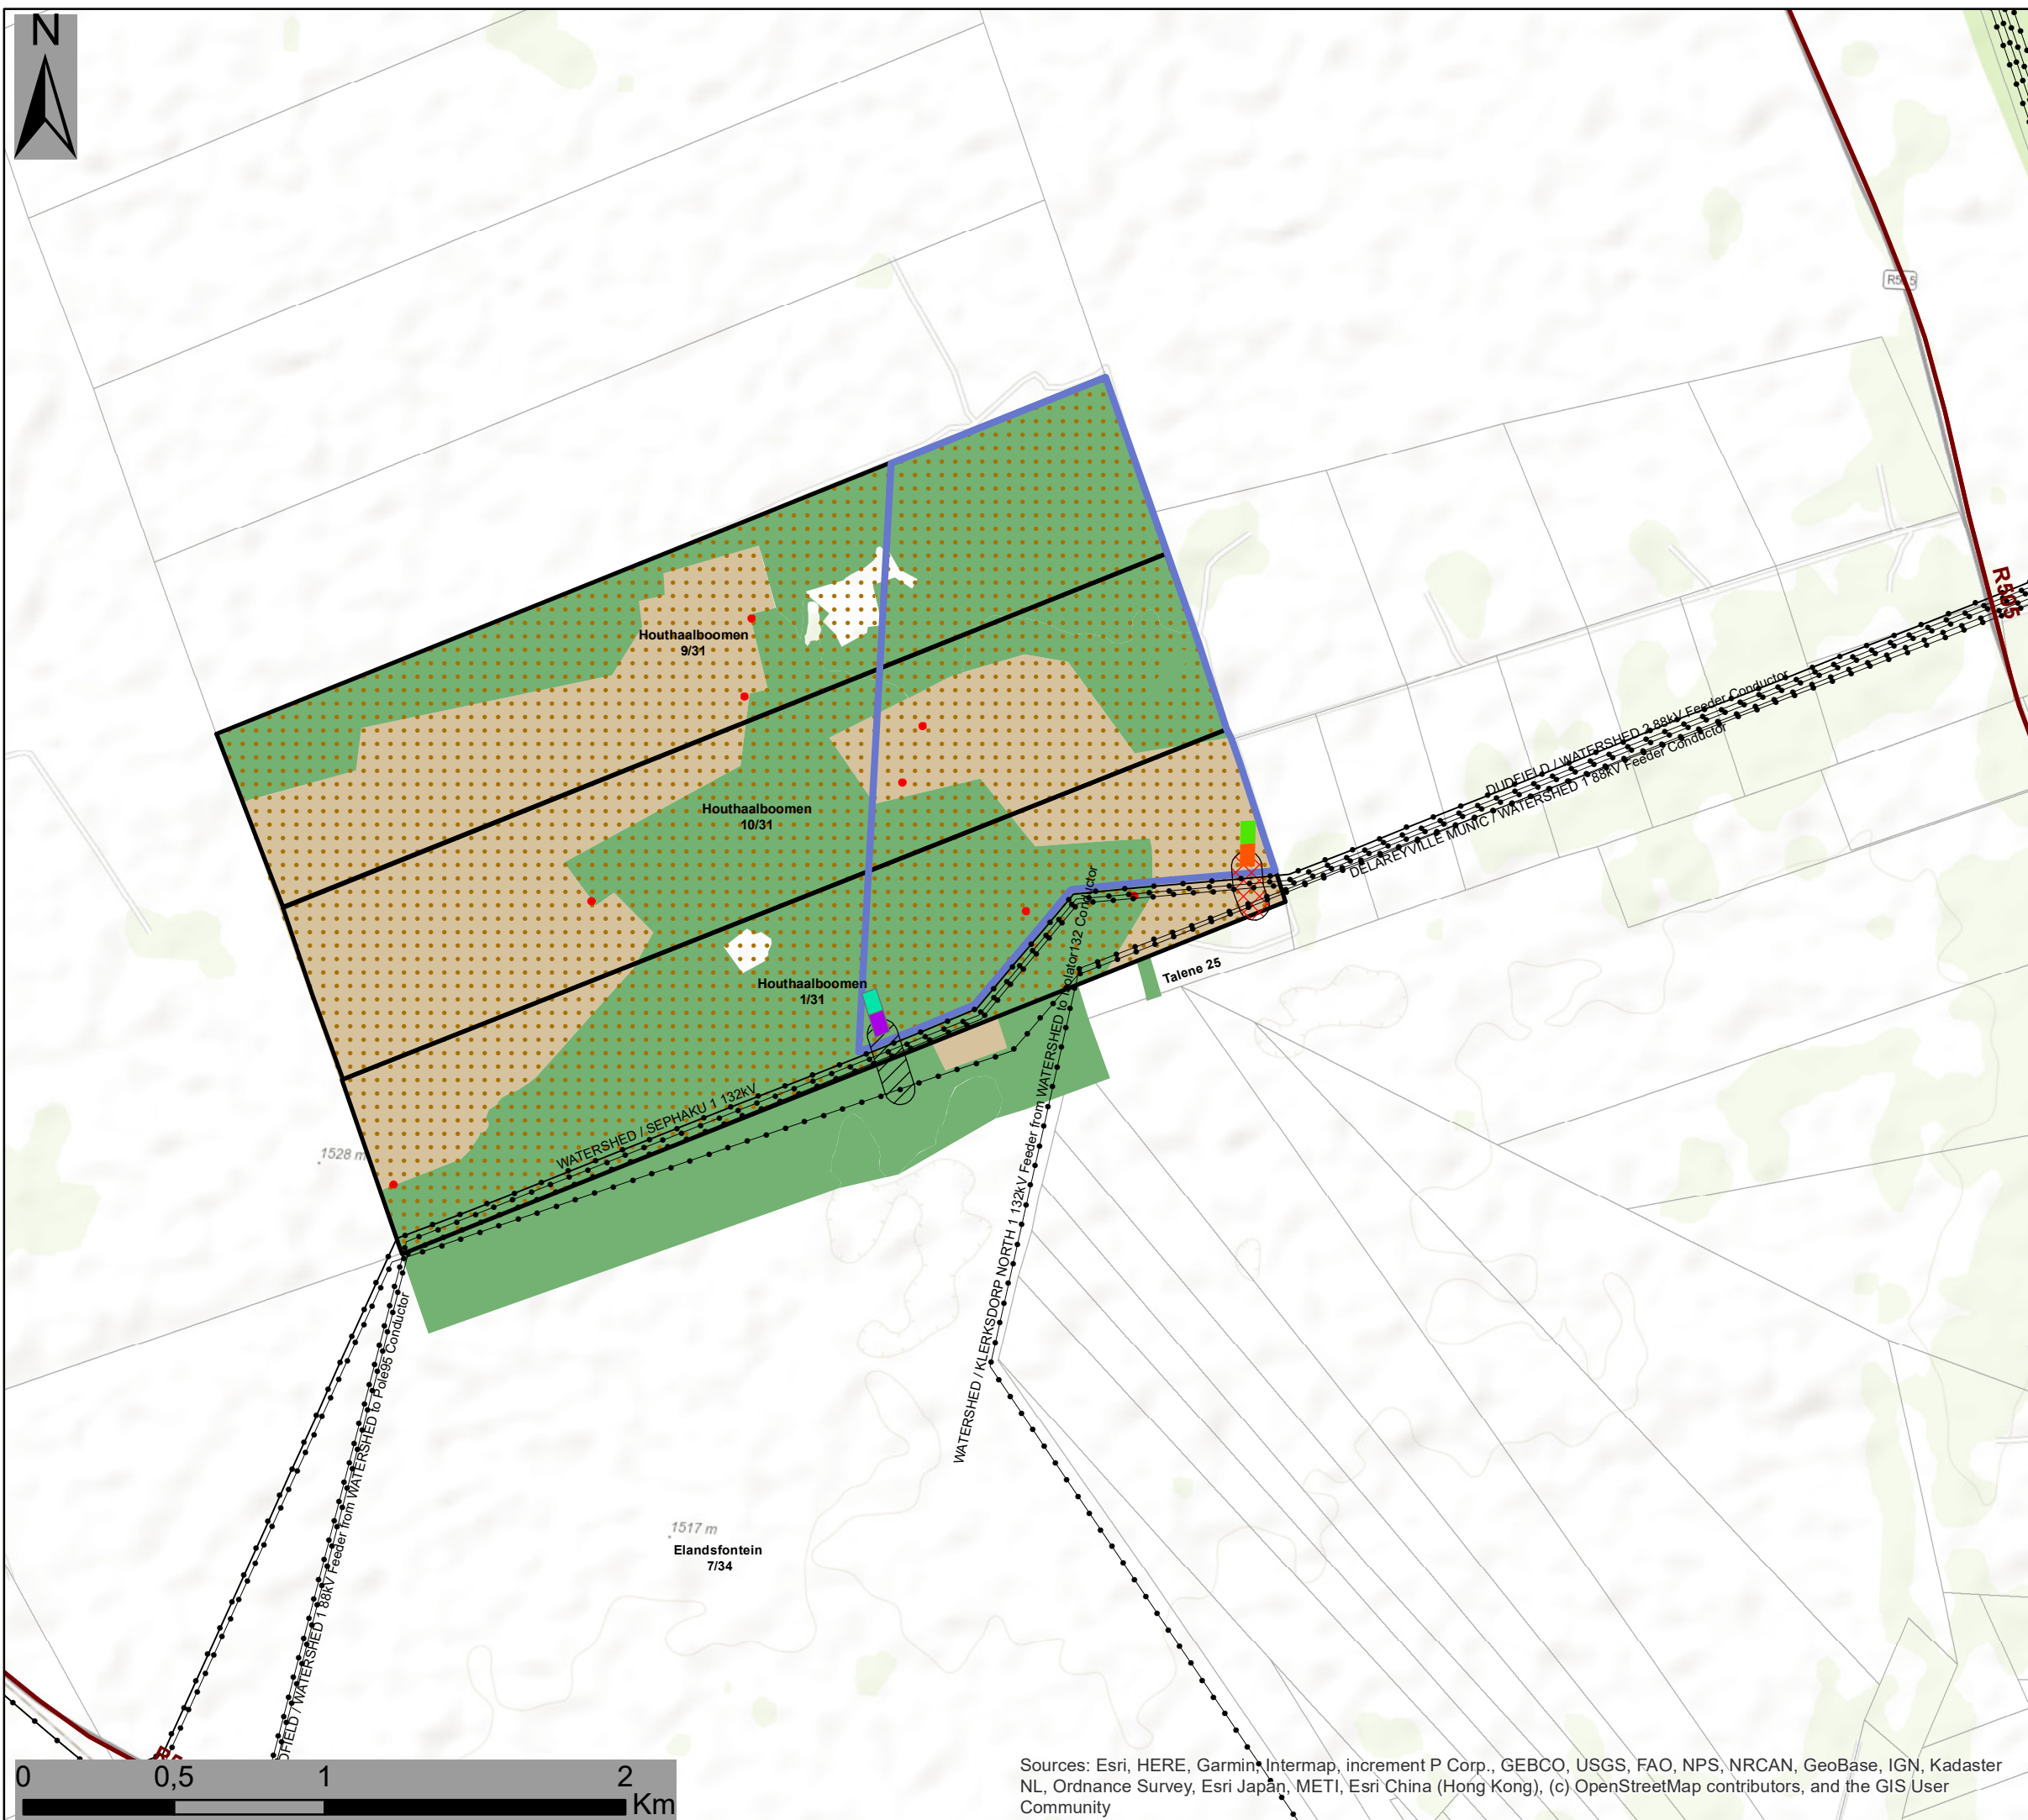 N
R5 5
R505
Houthaalboomen
9/31
DUDFIELD / WATERSHED 2 88kV Feeder Conductor
DELAREYVILLE MUNIC / WATERSHED 1 88kV Feeder Conductor
Houthaalboomen
10/31
Talene 25
Houthaalboomen
1/31
WATERSHED / SEPHAKU 1 132kV
WATERSHED / KLERKSDORP NORTH 1 132kV Feeder from WATERSHED to Isolator132 Conductor
1528 m
DFIELD / WATERSHED 1 88kV Feeder from WATERSHED to Pole95 Conductor
1517 m
Elandsfontein
7/34
0 0,5 1 2
Km
Sources: Esri, HERE, Garmin, Intermap, increment P Corp., GEBCO, USGS, FAO, NPS, NRCAN, GeoBase, IGN, Kadaster
NL, Ordnance Survey, Esri Japan, METI, Esri China (Hong Kong), (c) OpenStreetMap contributors, and the GIS User
Community